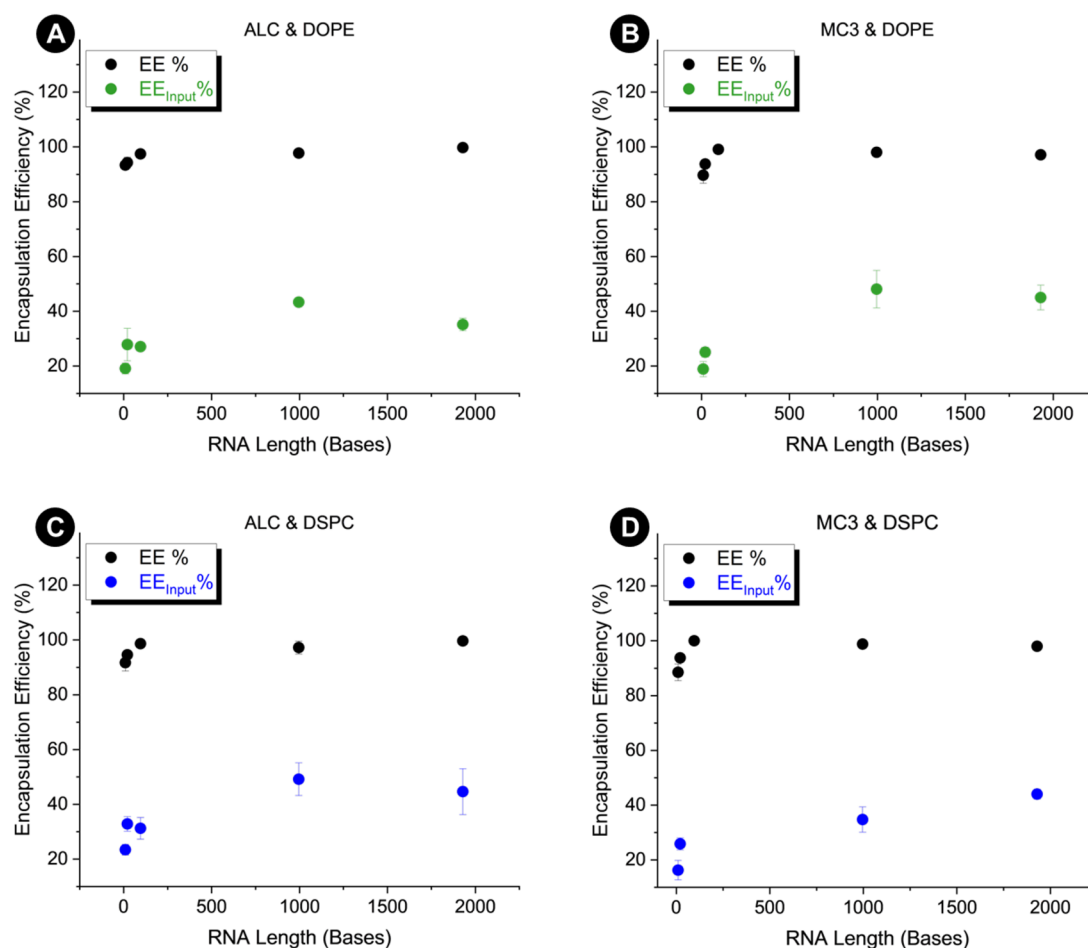 A
ALC & DOPE
EE %
EEInput%
Encapsulation Efficiency (%)
120
100
80
60
40
20
0 500 1000 1500 2000
RNA Length (Bases)
B
MC3 & DOPE
EE %
EEInput%
Encapsulation Efficiency (%)
120
100
80
60
40
20
0 500 1000 1500 2000
RNA Length (Bases)
C
ALC & DSPC
EE %
EEInput%
Encapsulation Efficiency (%)
120
100
80
60
40
20
0 500 1000 1500 2000
RNA Length (Bases)
D
MC3 & DSPC
EE %
EEInput%
Encapsulation Efficiency (%)
120
100
80
60
40
20
0 500 1000 1500 2000
RNA Length (Bases)